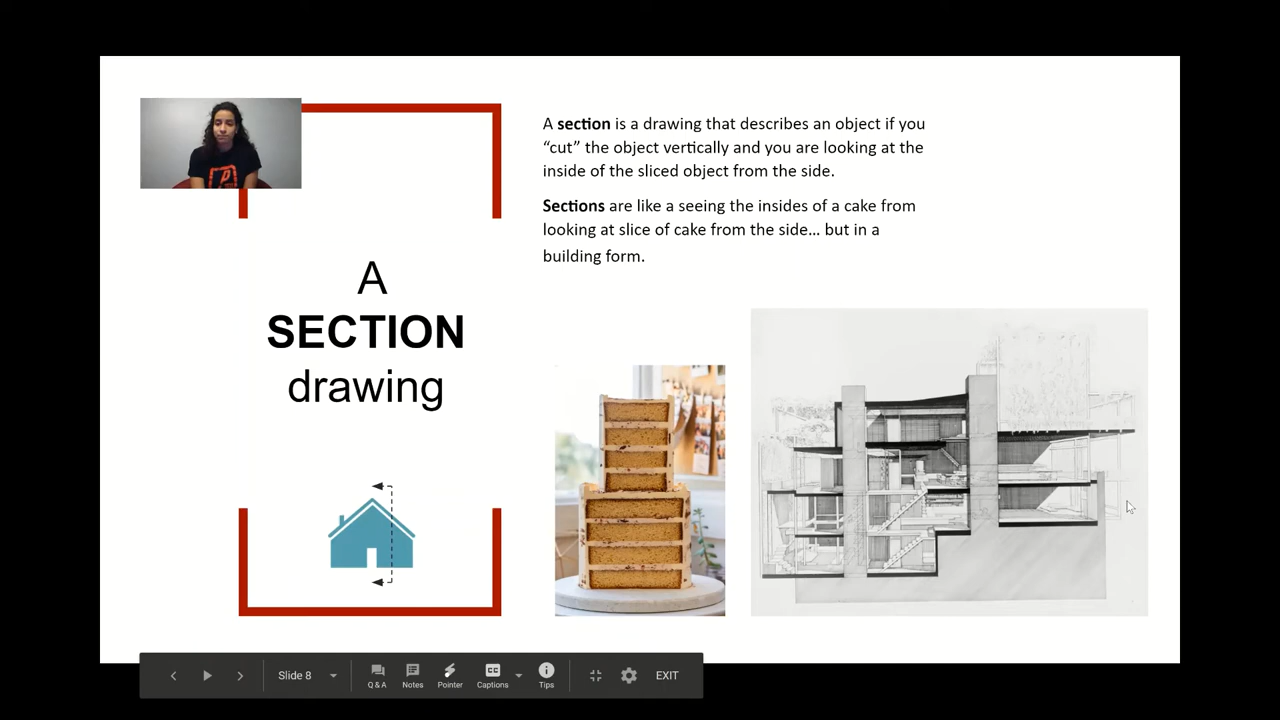 A section is a drawing that describes an object if you
“cut” the object vertically and you are looking at the
inside of the sliced object from the side.
Sections are like a seeing the insides of a cake from
looking at slice of cake from the side... but in a
building form.
A
SECTION
drawing
Slide 8
Q & A
Notes
Pointer
CC
Captions
Tips
EXIT